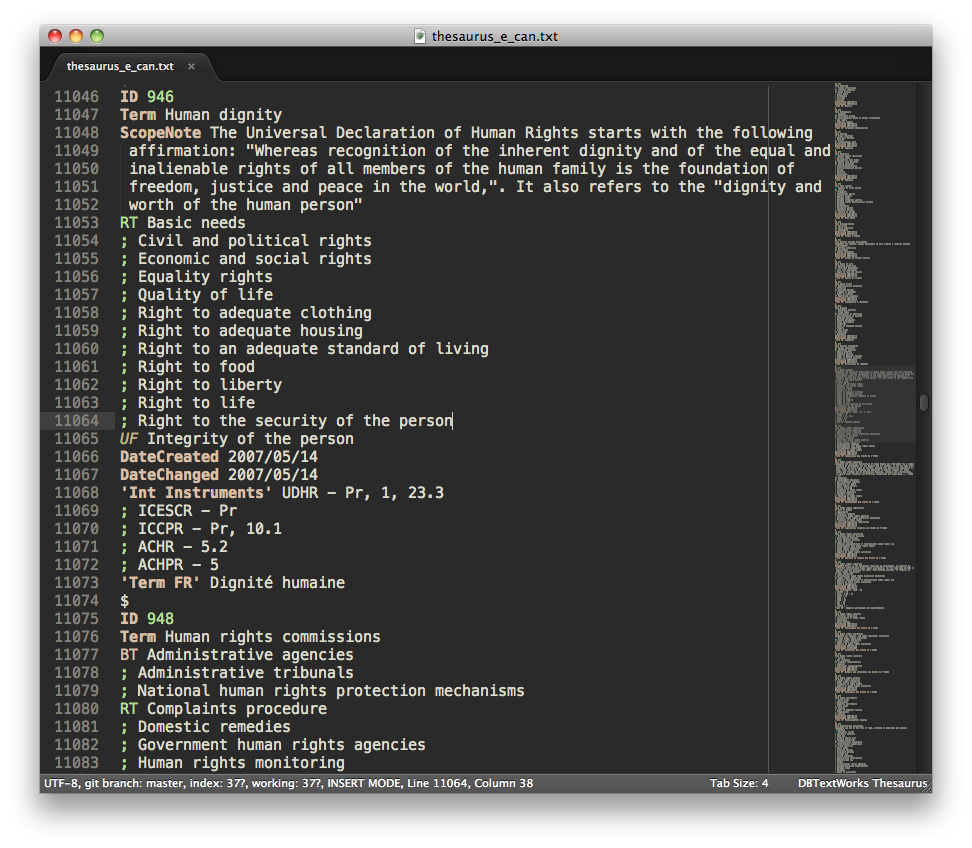 thesaurus_e_can.txt
thesaurus_e_can.txt ×
11046 ID 946
11047 Term Human dignity
11048 ScopeNote The Universal Declaration of Human Rights starts with the following
11049 affirmation: "Whereas recognition of the inherent dignity and of the equal and
11050 inalienable rights of all members of the human family is the foundation of
11051 freedom, justice and peace in the world,". It also refers to the "dignity and
11052 worth of the human person"
11053 RT Basic needs
11054 ; Civil and political rights
11055 ; Economic and social rights
11056 ; Equality rights
11057 ; Quality of life
11058 ; Right to adequate clothing
11059 ; Right to adequate housing
11060 ; Right to an adequate standard of living
11061 ; Right to food
11062 ; Right to liberty
11063 ; Right to life
11064 ; Right to the security of the person
11065 UF Integrity of the person
11066 DateCreated 2007/05/14
11067 DateChanged 2007/05/14
11068 'Int Instruments' UDHR – Pr, 1, 23.3
11069 ; ICESCR – Pr
11070 ; ICCPR – Pr, 10.1
11071 ; ACHR – 5.2
11072 ; ACHPR – 5
11073 'Term FR' Dignité humaine
11074 $
11075 ID 948
11076 Term Human rights commissions
11077 BT Administrative agencies
11078 ; Administrative tribunals
11079 ; National human rights protection mechanisms
11080 RT Complaints procedure
11081 ; Domestic remedies
11082 ; Government human rights agencies
11083 ; Human rights monitoring
UTF-8, git branch: master, index: 37?, working: 37?, INSERT MODE, Line 11064, Column 38 Tab Size: 4 DBTextWorks Thesaurus